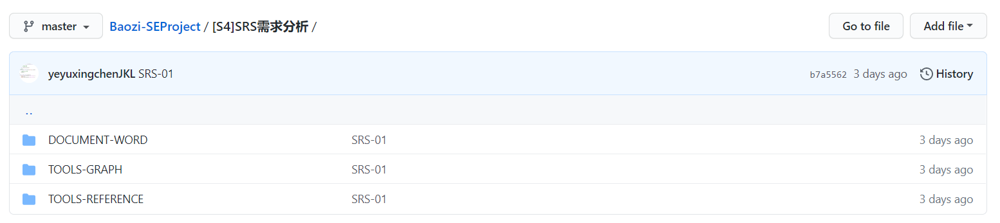 master Baozi-SEProject / [S4]SRS需求分析 / Go to file Add file
yeyuxingchenJKL SRS-01 b7a5562 3 days ago History
..
DOCUMENT-WORD SRS-01 3 days ago
TOOLS-GRAPH SRS-01 3 days ago
TOOLS-REFERENCE SRS-01 3 days ago